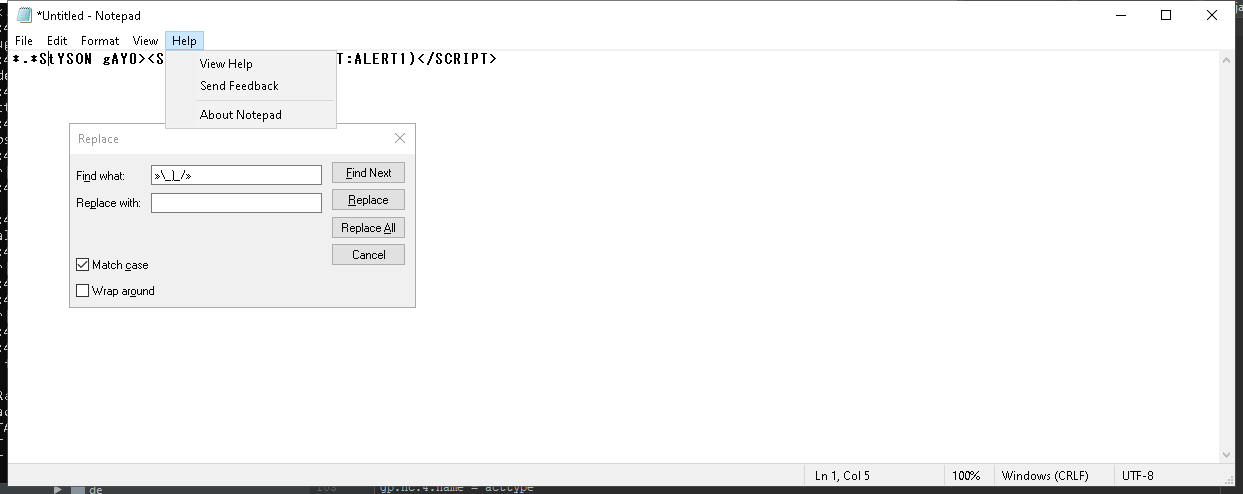 *Untitled - Notepad
File Edit Format View Help
*.*StYSON gAYO><S T:ALERT1)</SCRIPT>
View Help
Send Feedback
About Notepad
Replace
Find what: »\_)_/»
Find Next
Replace with:
Replace
Replace All
Cancel
Match case
Wrap around
Ln 1, Col 5 100% Windows (CRLF) UTF-8
de
gp.nc.4.name = acctype